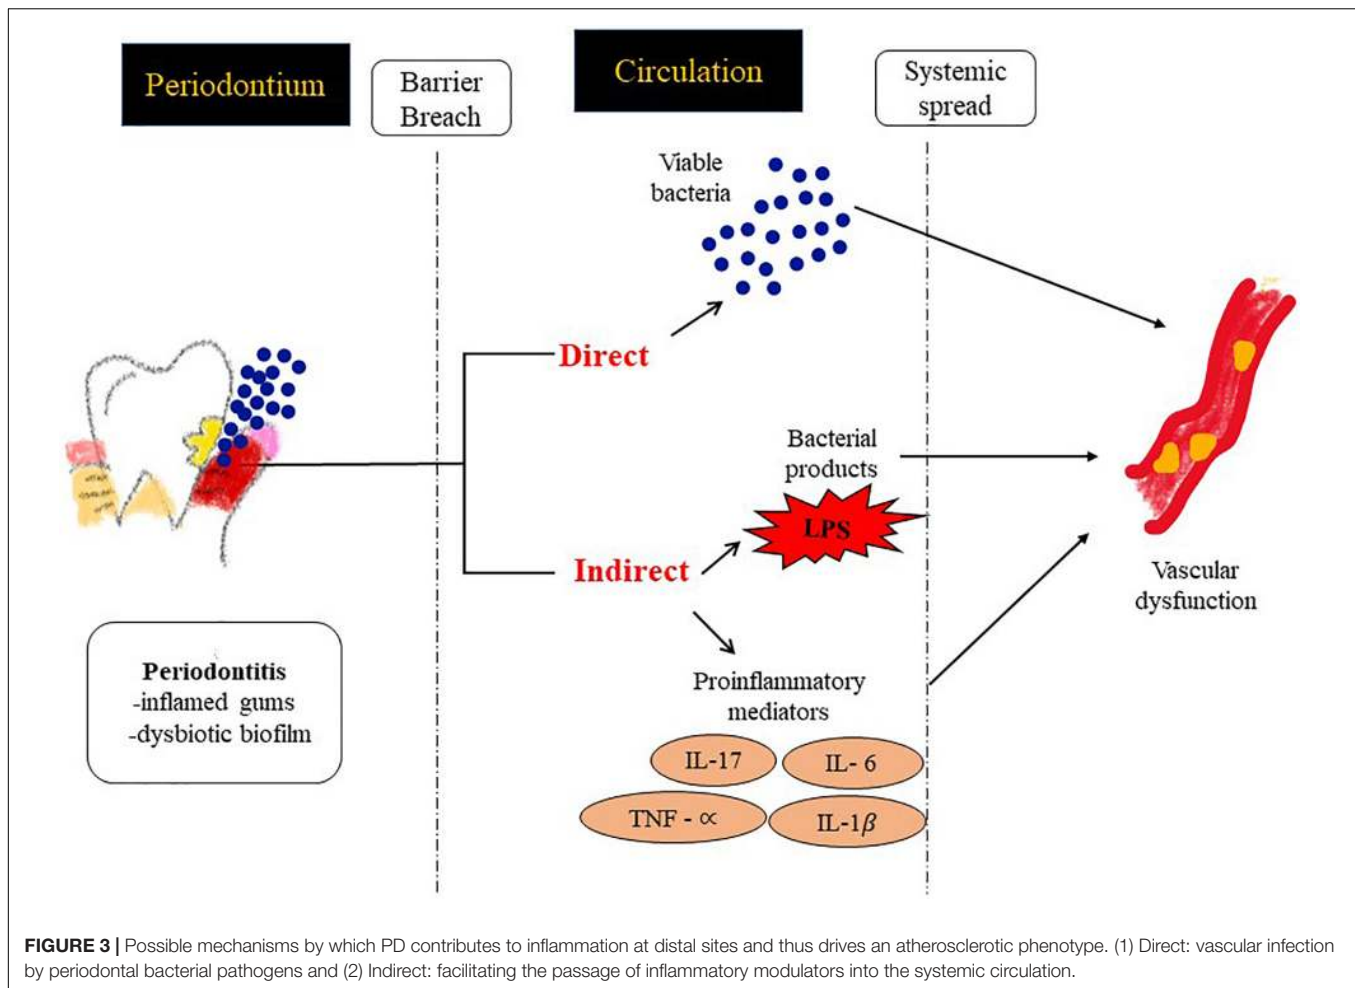 Periodontium
Barrier
Breach
Circulation
Systemic
spread
Viable
bacteria
Direct
Bacterial
products
LPS
Indirect
Vascular
dysfunction
Periodontitis
-inflamed gums
-dysbiotic biofilm
Proinflammatory
mediators
IL-17
IL- 6
TNF - ∝
IL-1β
FIGURE 3 | Possible mechanisms by which PD contributes to inflammation at distal sites and thus drives an atherosclerotic phenotype. (1) Direct: vascular infection
by periodontal bacterial pathogens and (2) Indirect: facilitating the passage of inflammatory modulators into the systemic circulation.